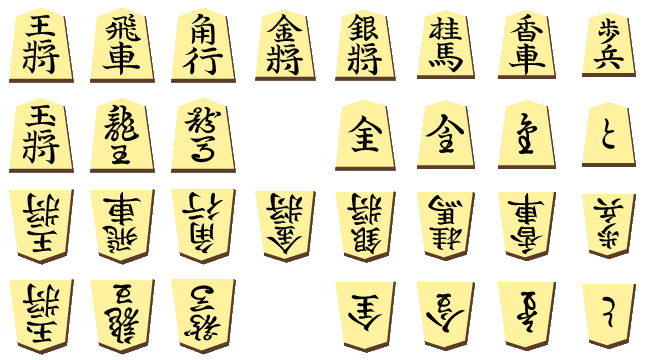 王将 飛車 角行 金将 銀将 桂馬 香車 歩兵
玉将 龍王 龍馬 全 今 と
王将 飛車 角行 金将 銀将 桂馬 香車 歩兵
玉将 龍王 龍馬 全 今 と